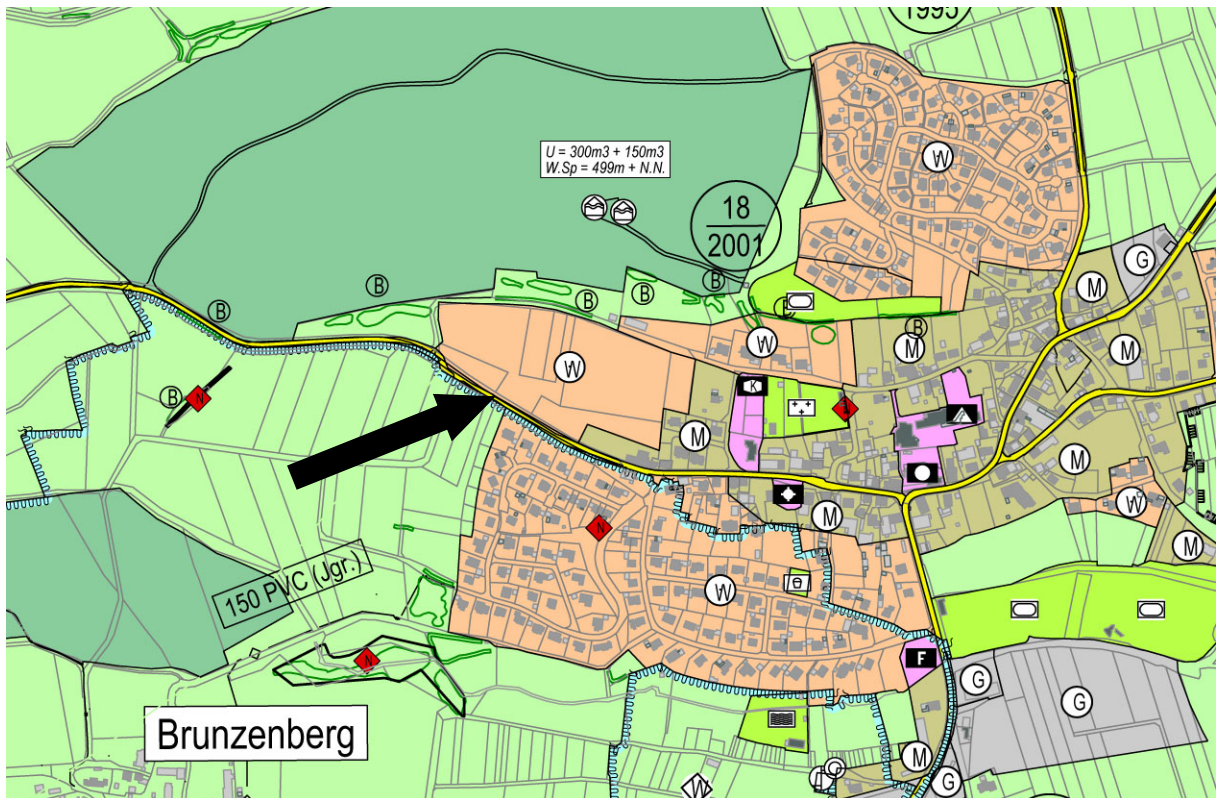 1995
U = 300m3 + 150m3
W.Sp = 499m + N.N.
18
2001
W
G
M
B
B
B
B
B
B
M
M
W
W
K
N
B
M
M
W
M
N
M
W
150 PVC (Jgr.)
N
F
G
G
Brunzenberg
M
W
G